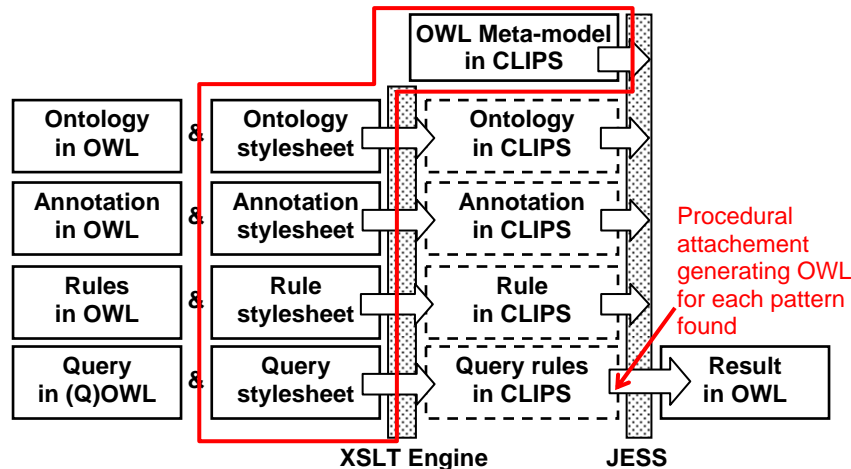 OWL Meta-model
in CLIPS
Ontology
in OWL
&
Ontology
stylesheet
Ontology
in CLIPS
Annotation
in OWL
&
Annotation
stylesheet
Annotation
in CLIPS
Procedural
attachement
generating OWL
for each pattern
found
Rules
in OWL
&
Rule
stylesheet
Rule
in CLIPS
Query
in (Q)OWL
&
Query
stylesheet
Query rules
in CLIPS
Result
in OWL
XSLT Engine
JESS